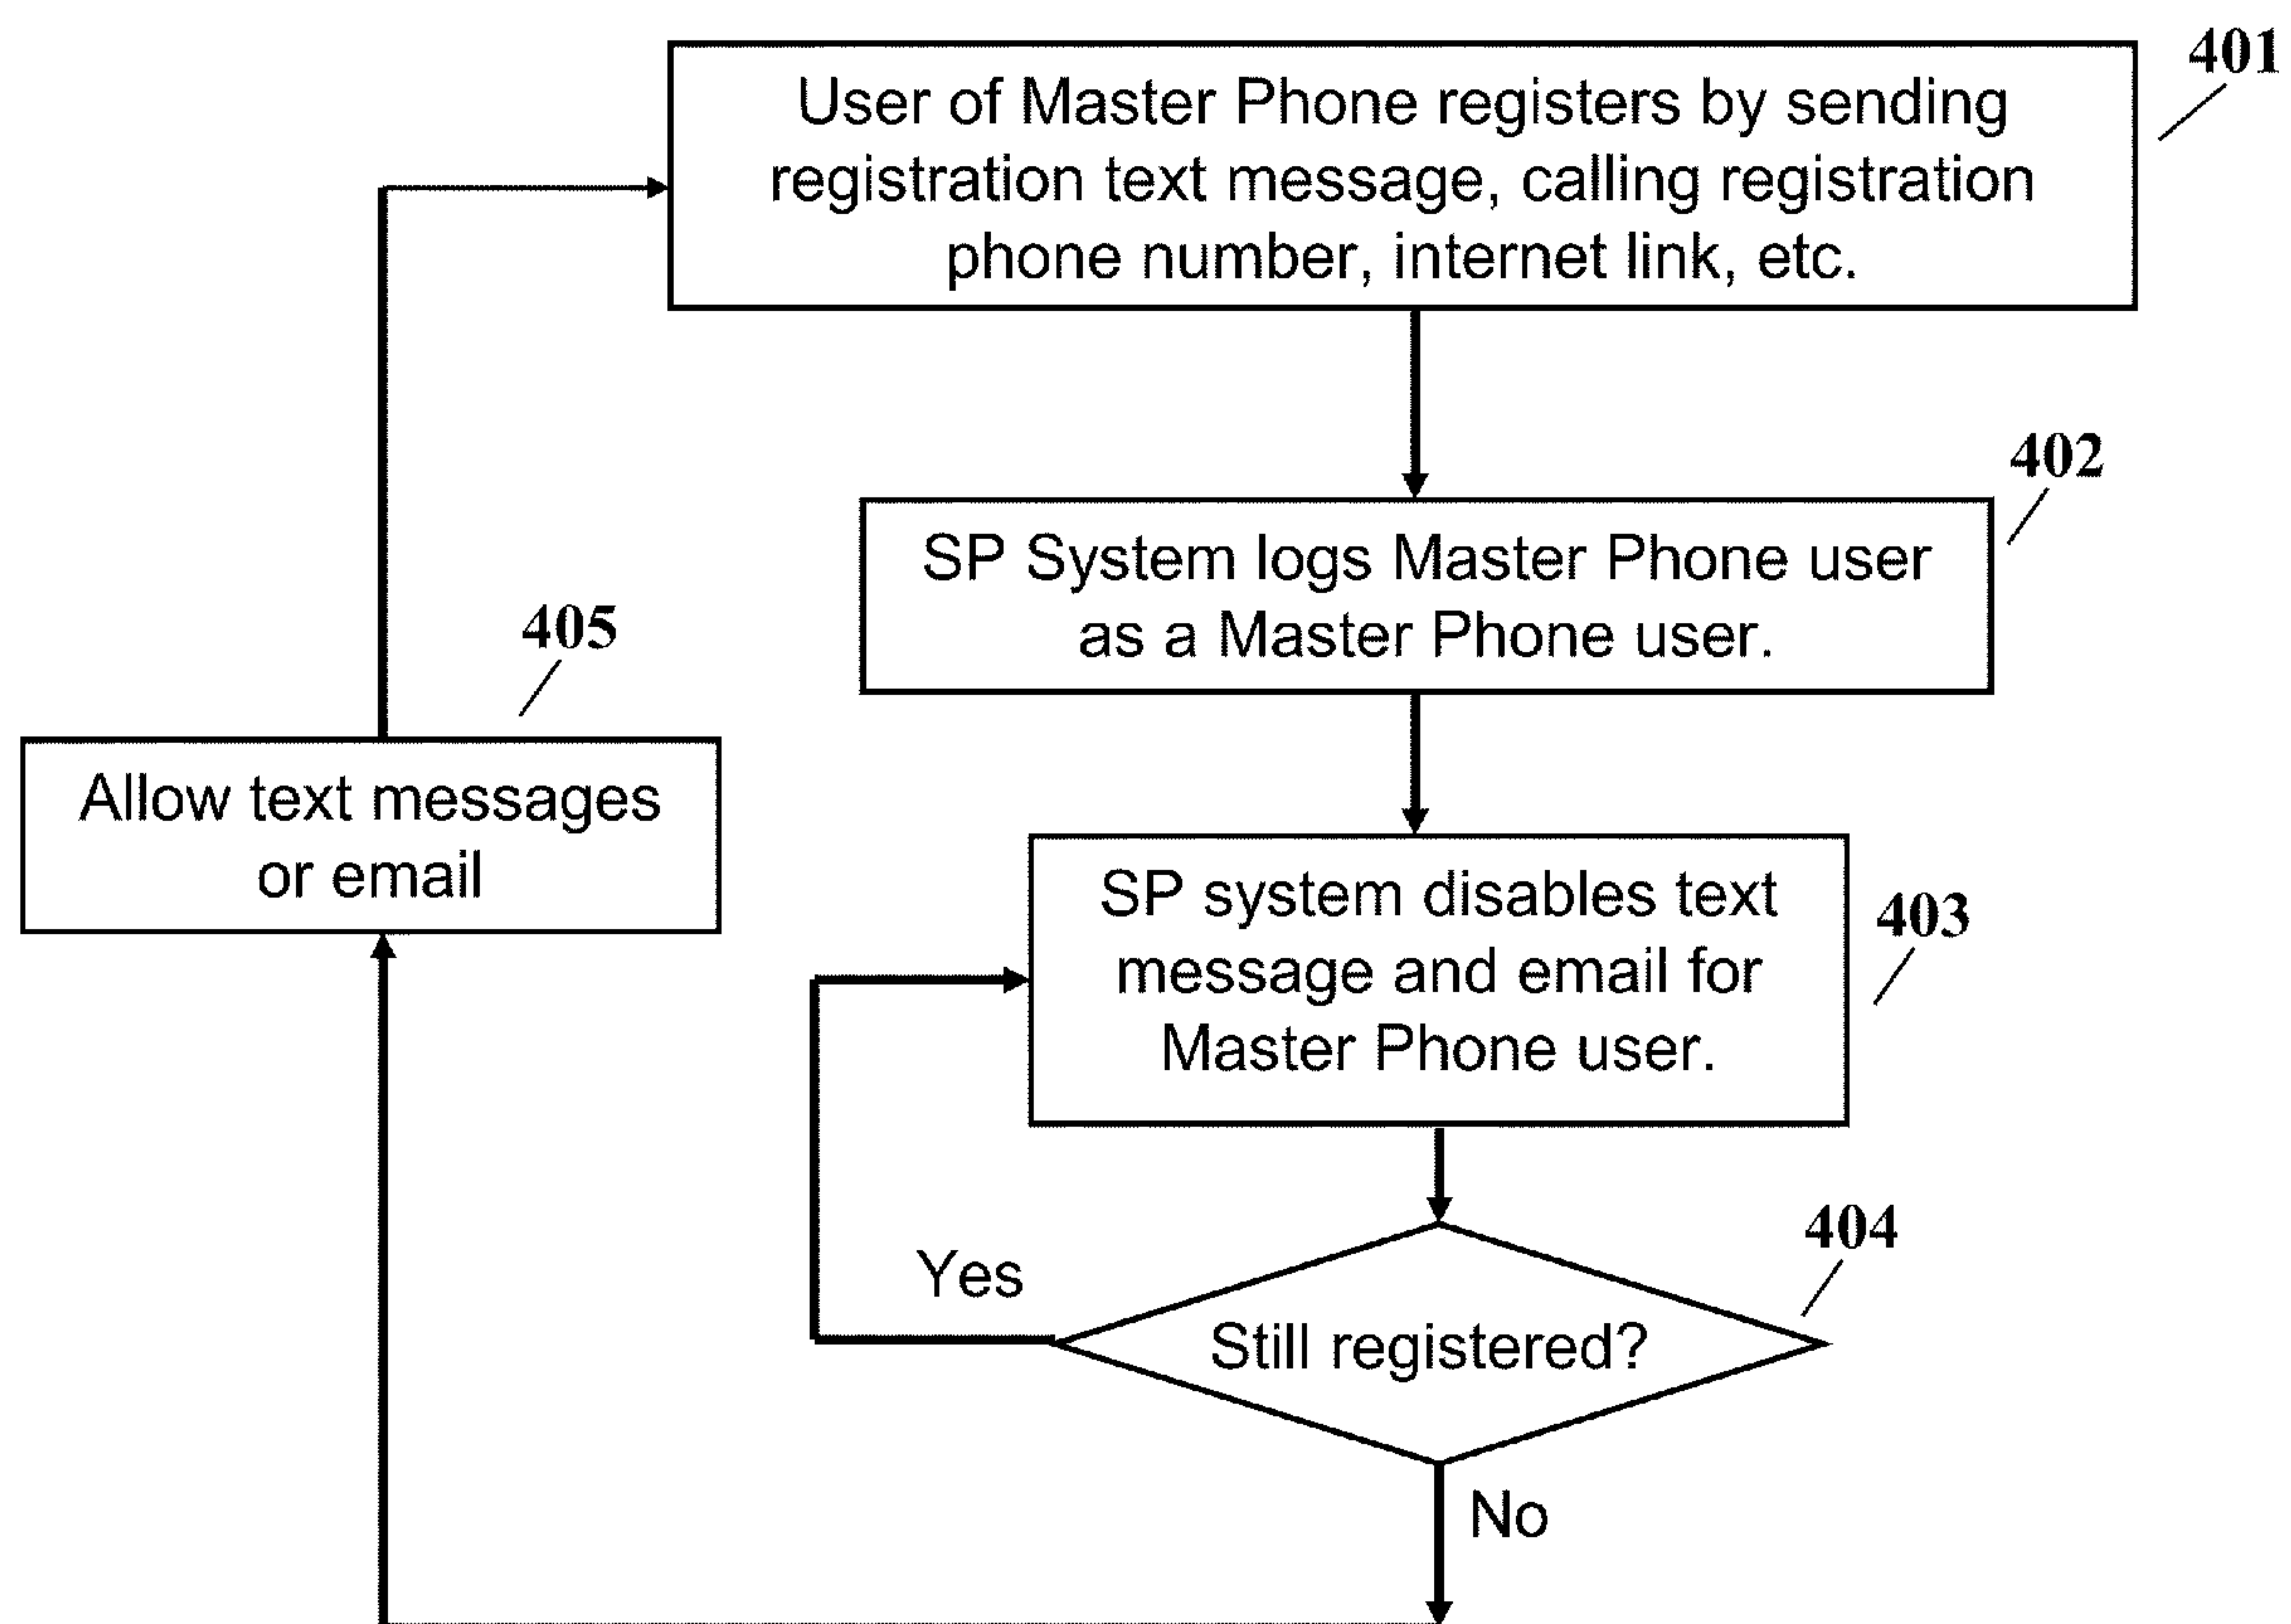 401
User of Master Phone registers by sending
registration text message, calling registration
phone number, internet link, etc.
402
SP System logs Master Phone user
as a Master Phone user.
405
Allow text messages
or email
403
SP system disables text
message and email for
Master Phone user.
404
Yes
Still registered?
No